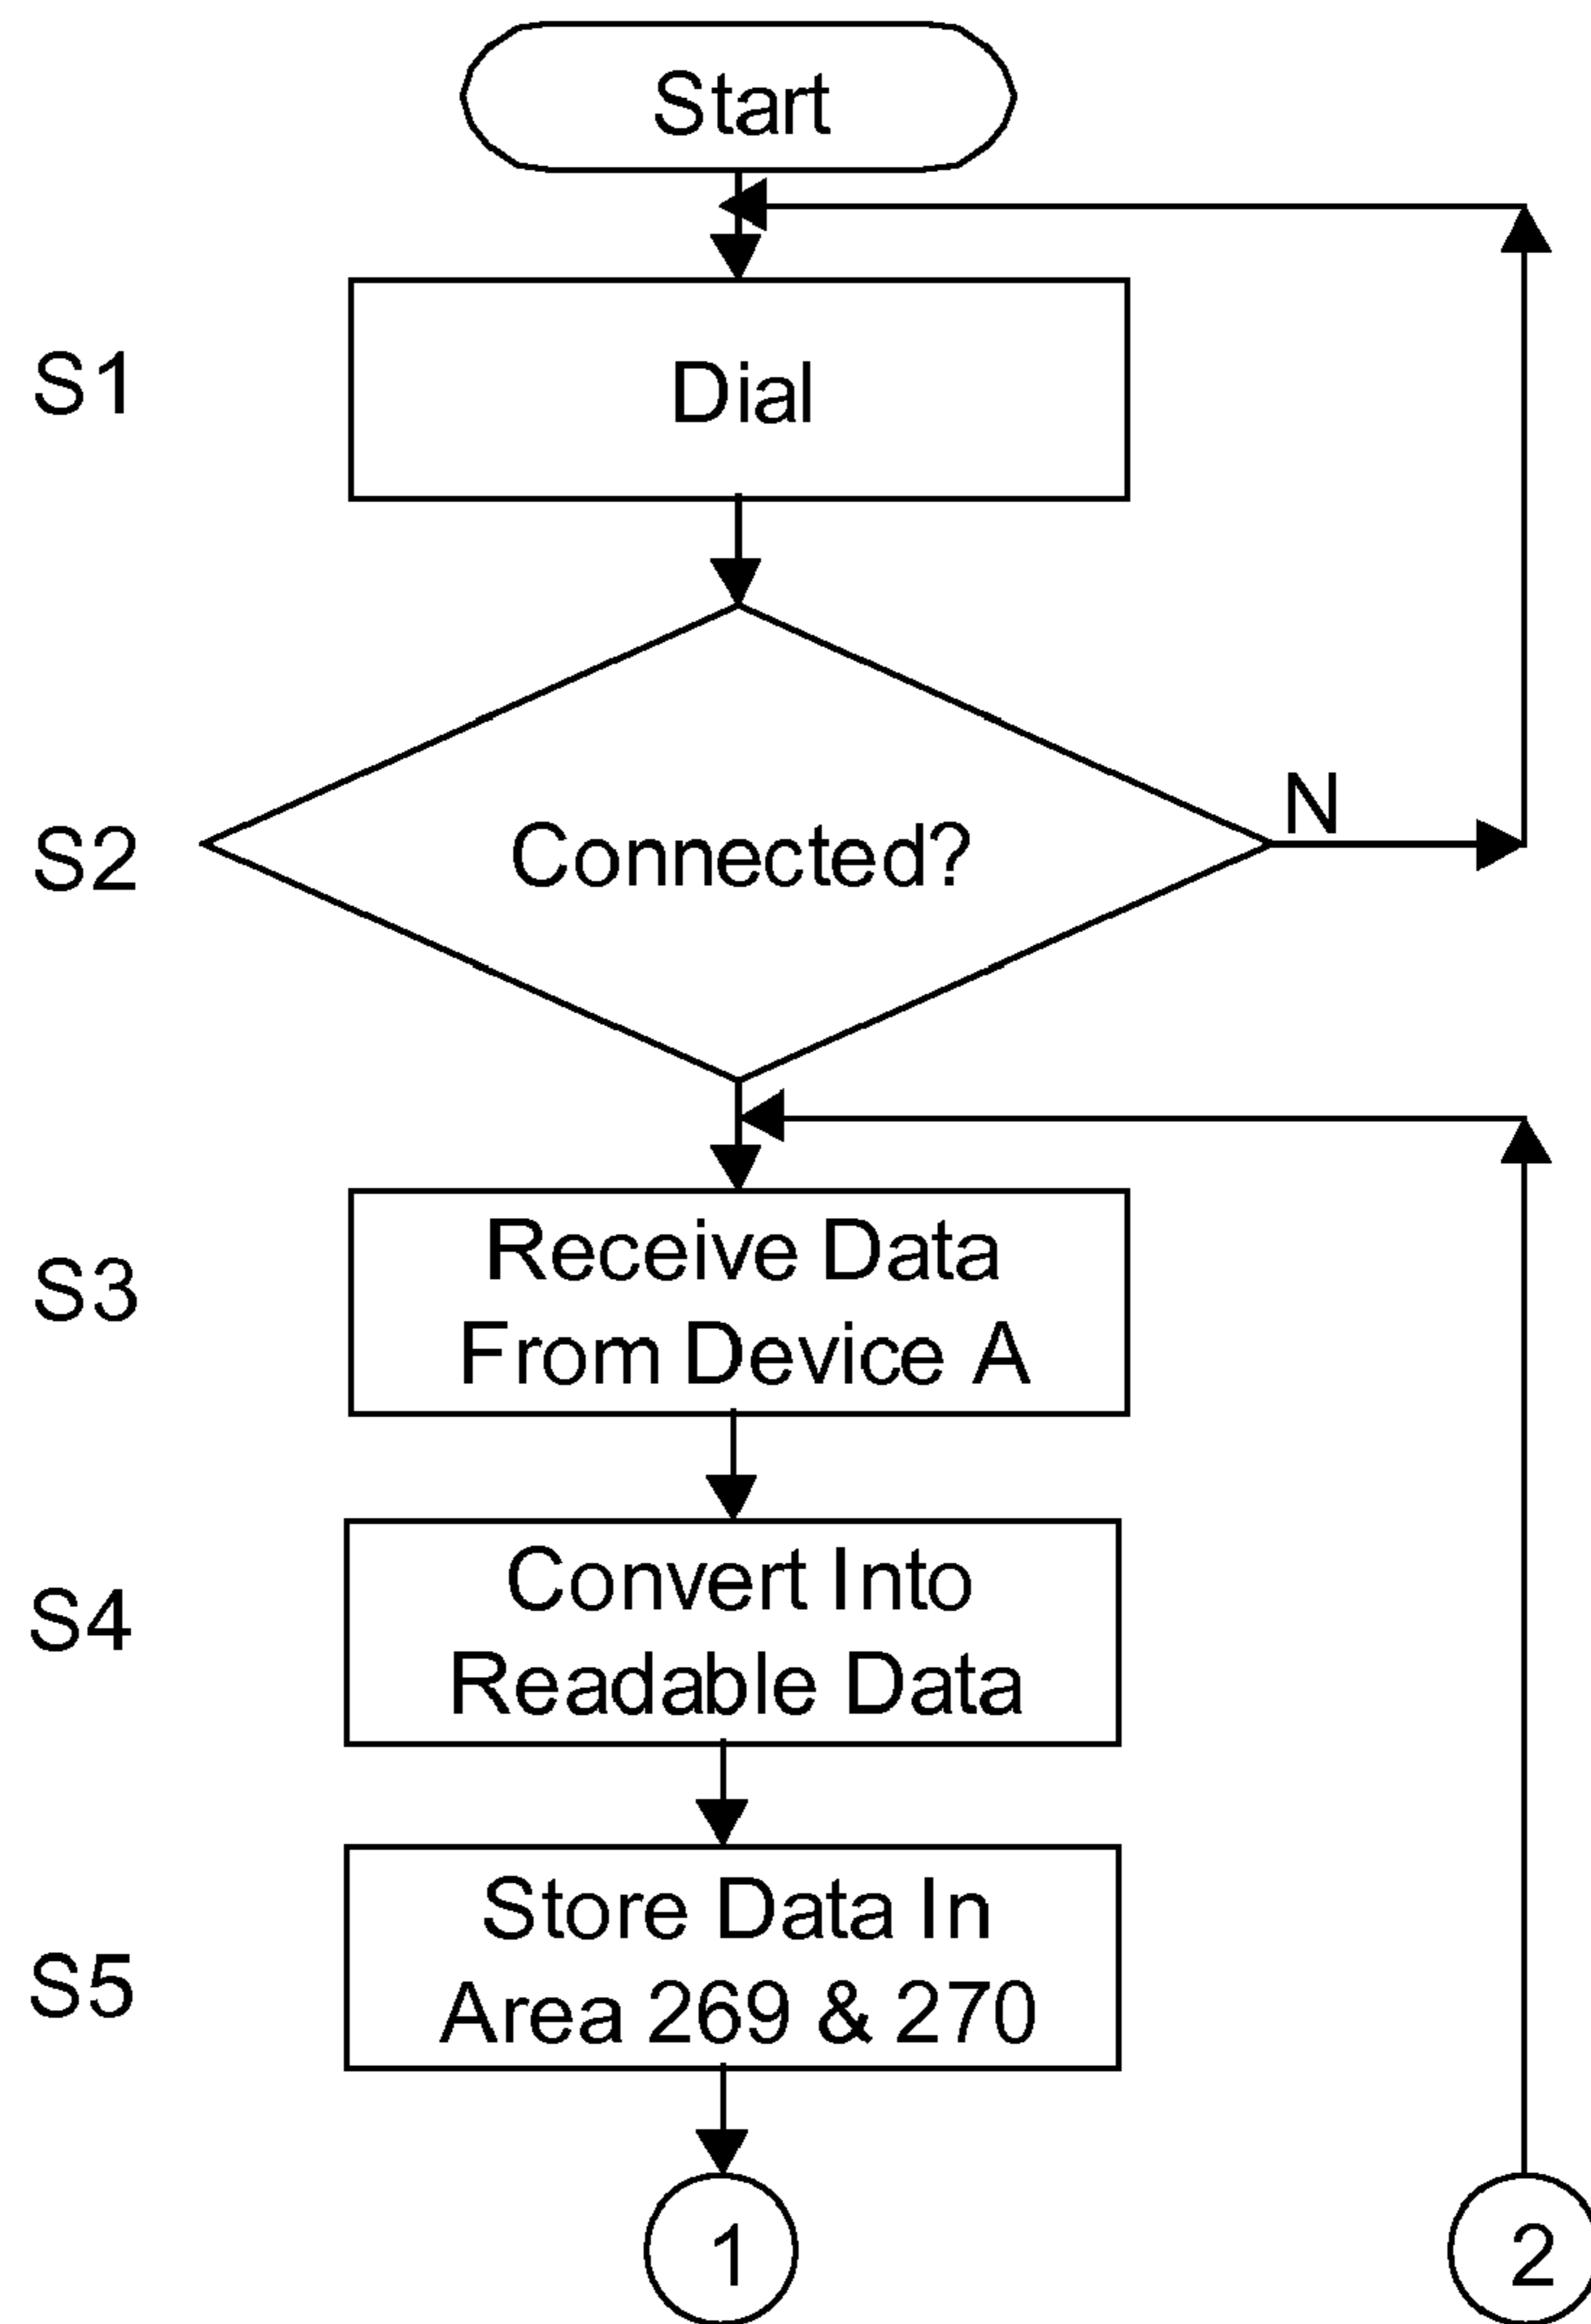 Start
S1
Dial
S2
Connected?
N
S3
Receive Data
From Device A
S4
Convert Into
Readable Data
S5
Store Data In
Area 269 & 270
1
2